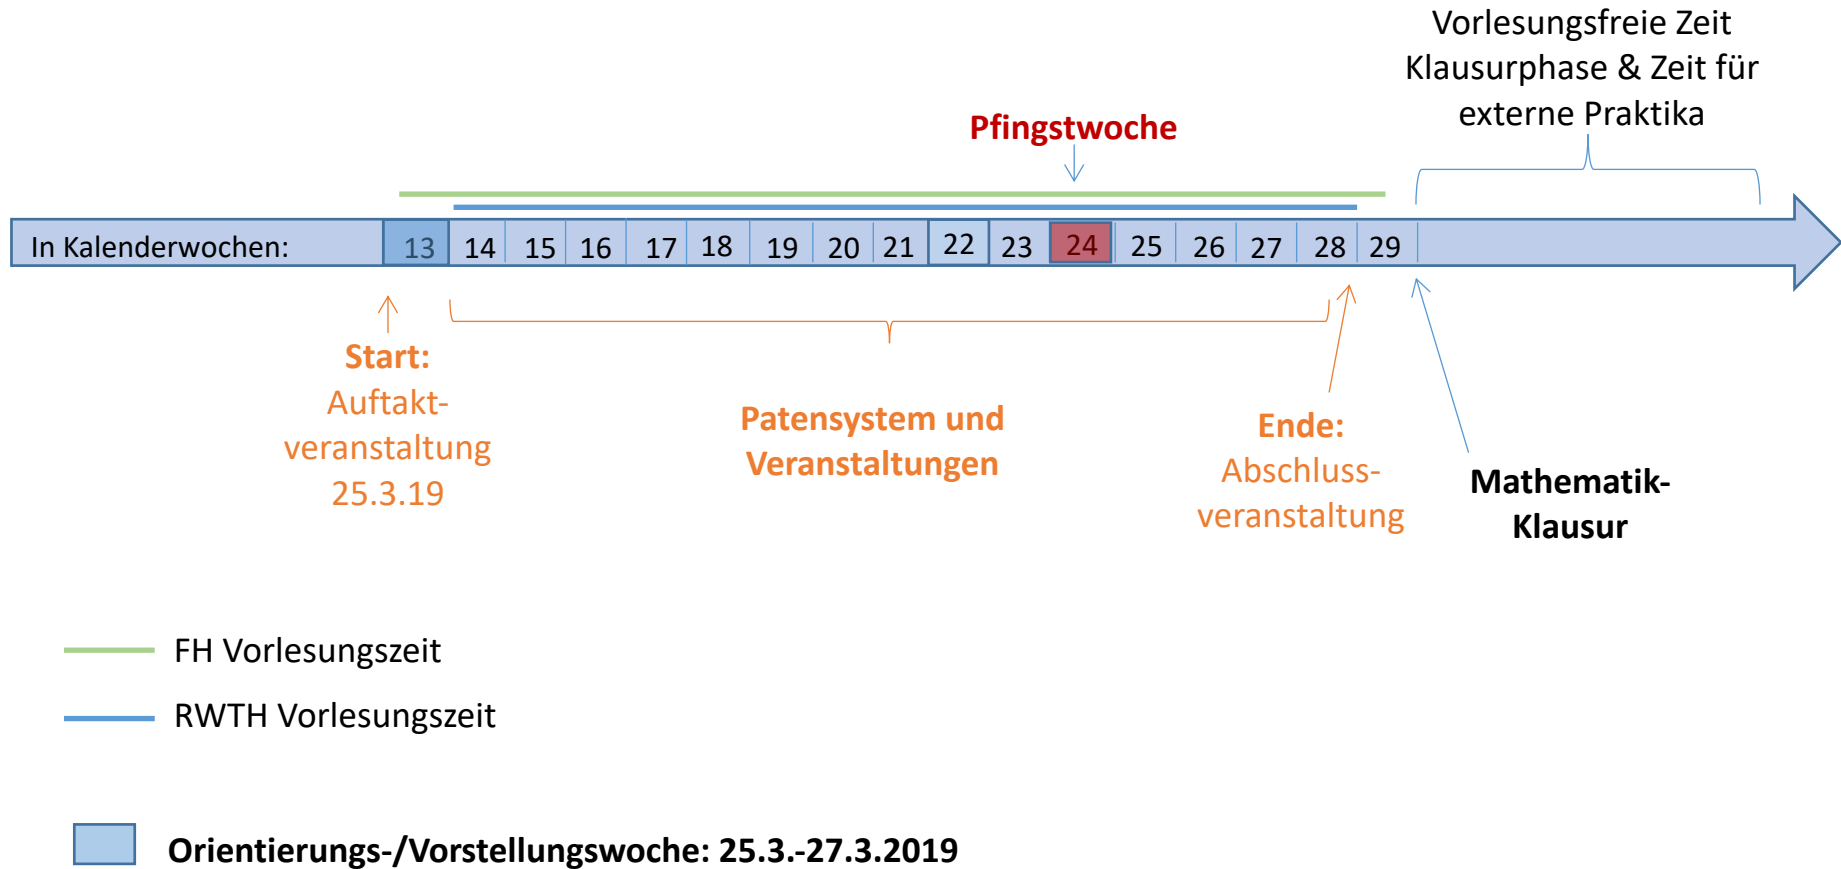 Vorlesungsfreie Zeit
Klausurphase & Zeit für
externe Praktika
Pfingstwoche
In Kalenderwochen: 13 14 15 16 17 18 19 20 21 22 23 24 25 26 27 28 29
Start:
Auftakt-
veranstaltung
25.3.19
Patensystem und
Veranstaltungen
Ende:
Abschluss-
veranstaltung
Mathematik-
Klausur
FH Vorlesungszeit
RWTH Vorlesungszeit
Orientierungs-/Vorstellungswoche: 25.3.-27.3.2019